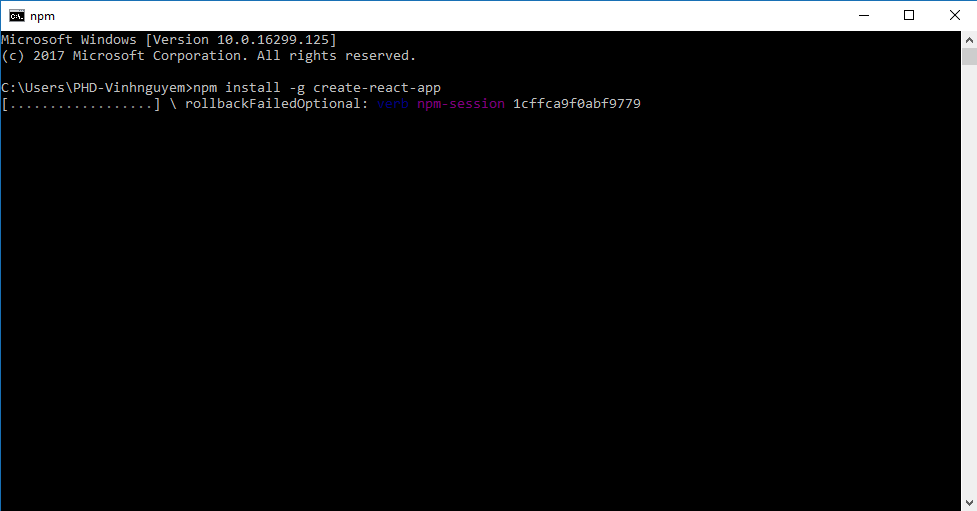 npm
Microsoft Windows [Version 10.0.16299.125]
(c) 2017 Microsoft Corporation. All rights reserved.
C:\Users\PHD-Vinhnguyem>npm install -g create-react-app
[..................] \ rollbackFailedOptional: verb npm-session 1cffca9f0abf9779